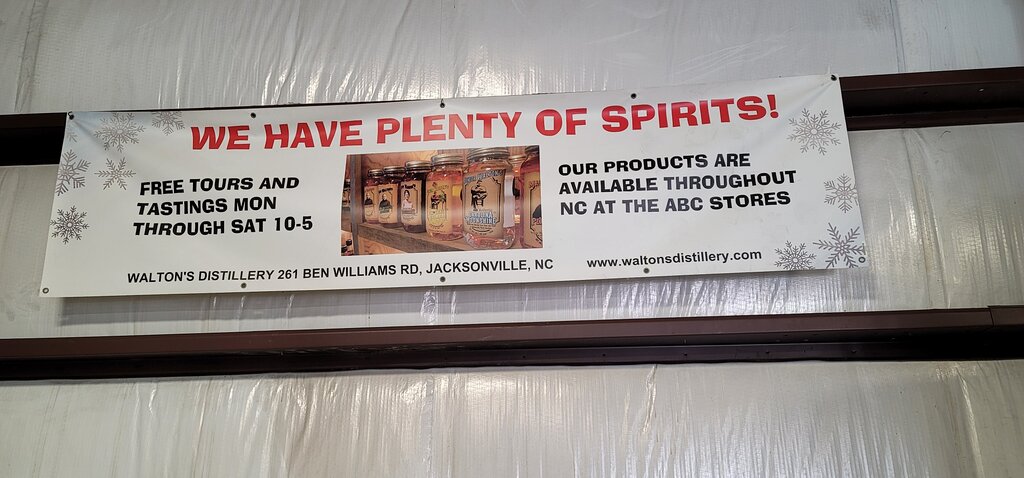 WE HAVE PLENTY OF SPIRITS!
FREE TOURS AND
TASTINGS MON
THROUGH SAT 10-5
OUR PRODUCTS ARE
AVAILABLE THROUGHOUT
NC AT THE ABC STORES
WALTON'S DISTILLERY 261 BEN WILLIAMS RD, JACKSONVILLE, NC
www.waltonsdistillery.com